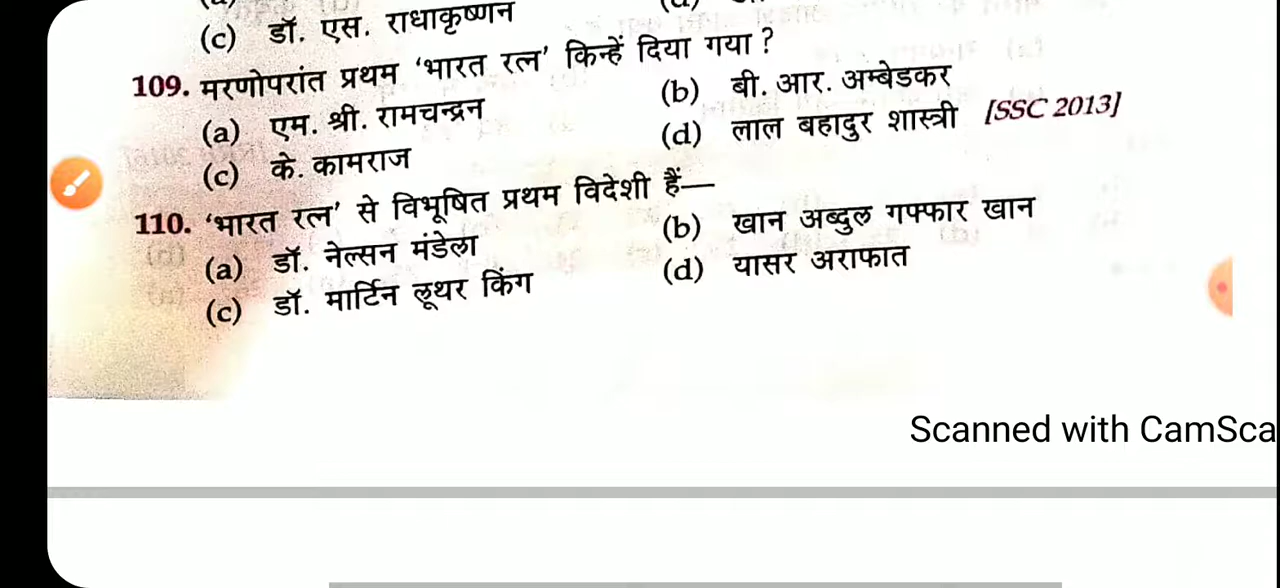 (c) डॉ. एस. राधाकृष्णन
109. मरणोपरांत प्रथम ‘भारत रत्न’ किन्हें दिया गया ?
(a) एम. श्री. रामचन्द्रन (b) बी. आर. अम्बेडकर
(c) के. कामराज (d) लाल बहादुर शास्त्री [SSC 2013]
110. ‘भारत रत्न’ से विभूषित प्रथम विदेशी हैं—
(a) डॉ. नेल्सन मंडेला (b) खान अब्दुल गफ्फार खान
(c) डॉ. मार्टिन लूथर किंग (d) यासर अराफात
Scanned with CamSca